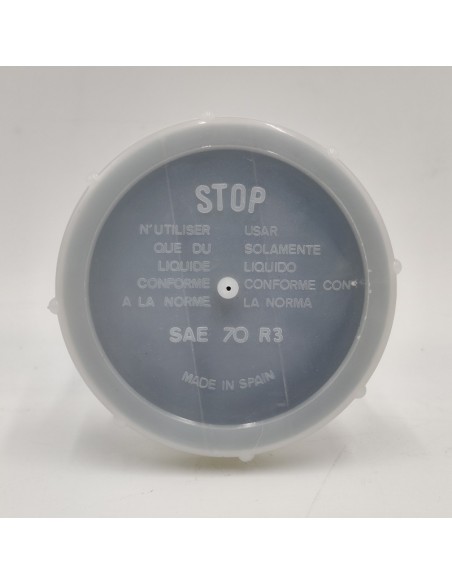 STOP
N'UTILISER
QUE DU
LIQUIDE
CONFORME
A LA NORME
USAR
SOLAMENTE
LIQUIDO
CONFORME CON
LA NORMA
SAE 70 R3
MADE IN SPAIN